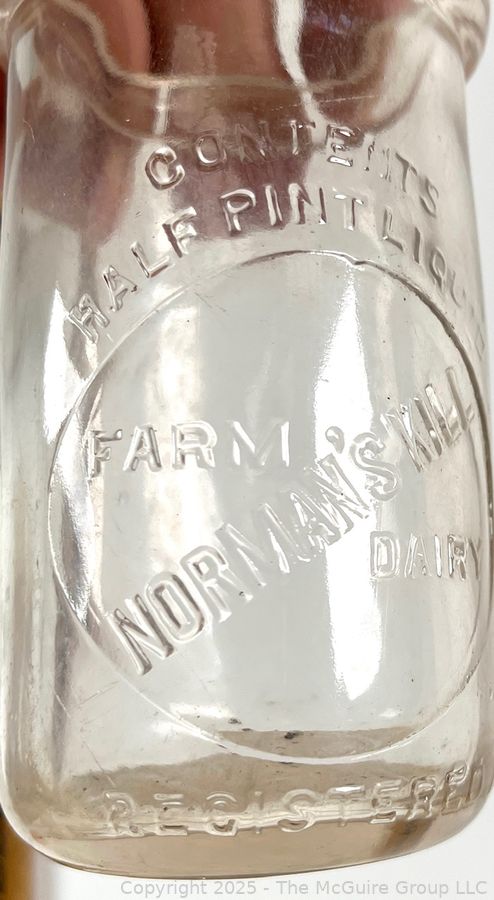 CONTENTS
HALF PINT LIQUID
FARM
NORMAN'S KILL
DAIRY
REGISTERED
Copyright 2025 - The McGuire Group LLC